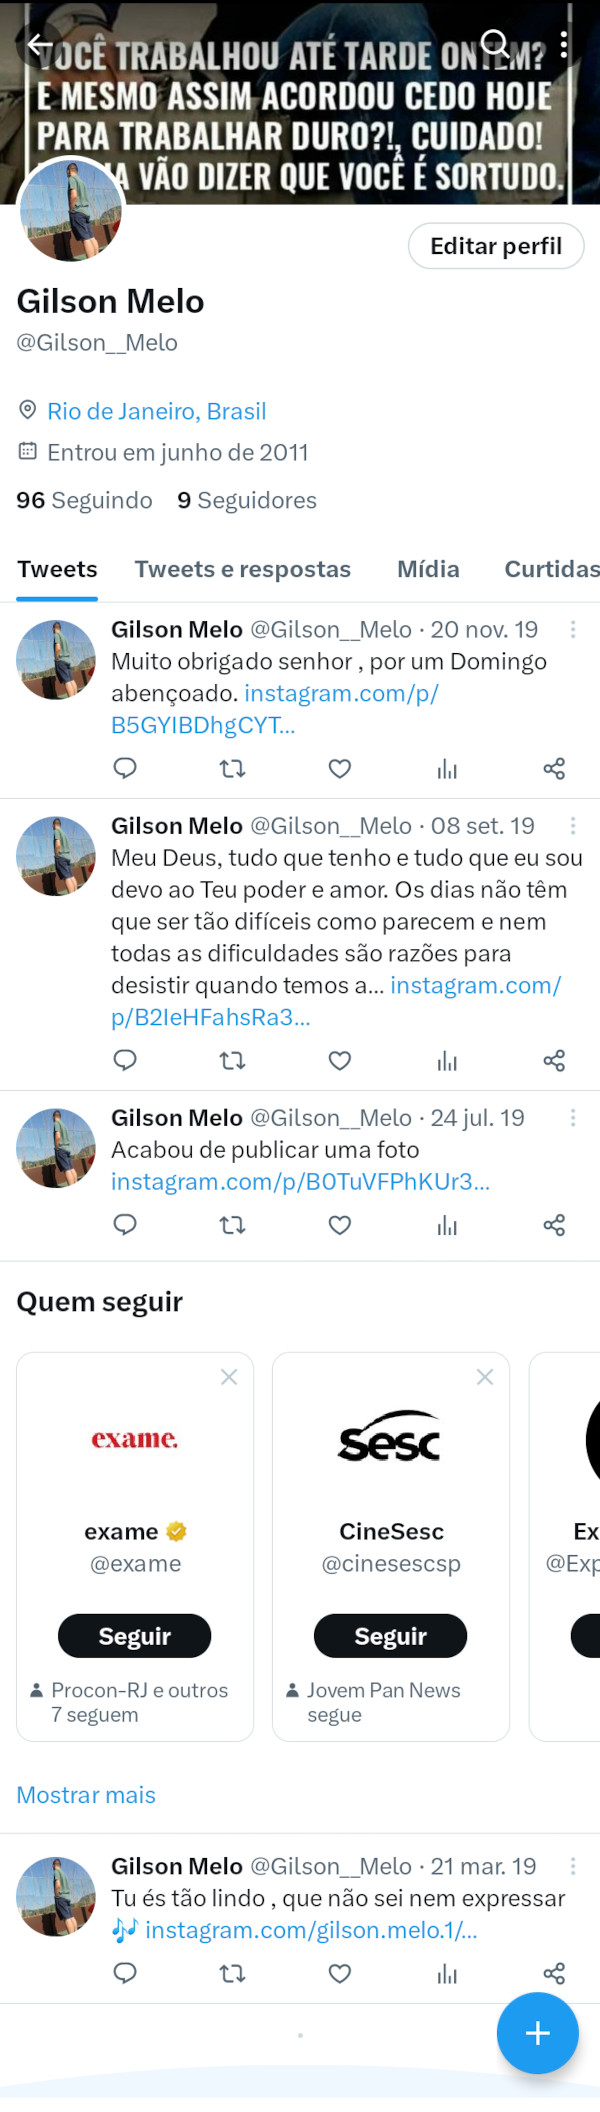 VOCÊ TRABALHOU ATÉ TARDE ONTEM?
E MESMO ASSIM ACORDOU CEDO HOJE
PARA TRABALHAR DURO?!, CUIDADO!
VÃO DIZER QUE VOCÊ É SORTUDO.
Editar perfil
Gilson Melo
@Gilson__Melo
Rio de Janeiro, Brasil
Entrou em junho de 2011
96 Seguindo 9 Seguidores
Tweets Tweets e respostas Mídia Curtidas
Gilson Melo @Gilson__Melo · 20 nov. 19
Muito obrigado senhor , por um Domingo
abençoado. instagram.com/p/
B5GYIBDhgCYT...
Gilson Melo @Gilson__Melo · 08 set. 19
Meu Deus, tudo que tenho e tudo que eu sou
devo ao Teu poder e amor. Os dias não têm
que ser tão difíceis como parecem e nem
todas as dificuldades são razões para
desistir quando temos a... instagram.com/
p/B2IeHFahsRa3...
Gilson Melo @Gilson__Melo · 24 jul. 19
Acabou de publicar uma foto
instagram.com/p/B0TuVFPhKUr3...
Quem seguir
exame.
sesc
exame
CineSesc
Ex
@exame
@cinesescsp
@Exp
Seguir
Seguir
Procon-RJ e outros
7 seguem
Jovem Pan News
segue
Mostrar mais
Gilson Melo @Gilson__Melo · 21 mar. 19
Tu és tão lindo , que não sei nem expressar
🎶 instagram.com/gilson.melo.1/...